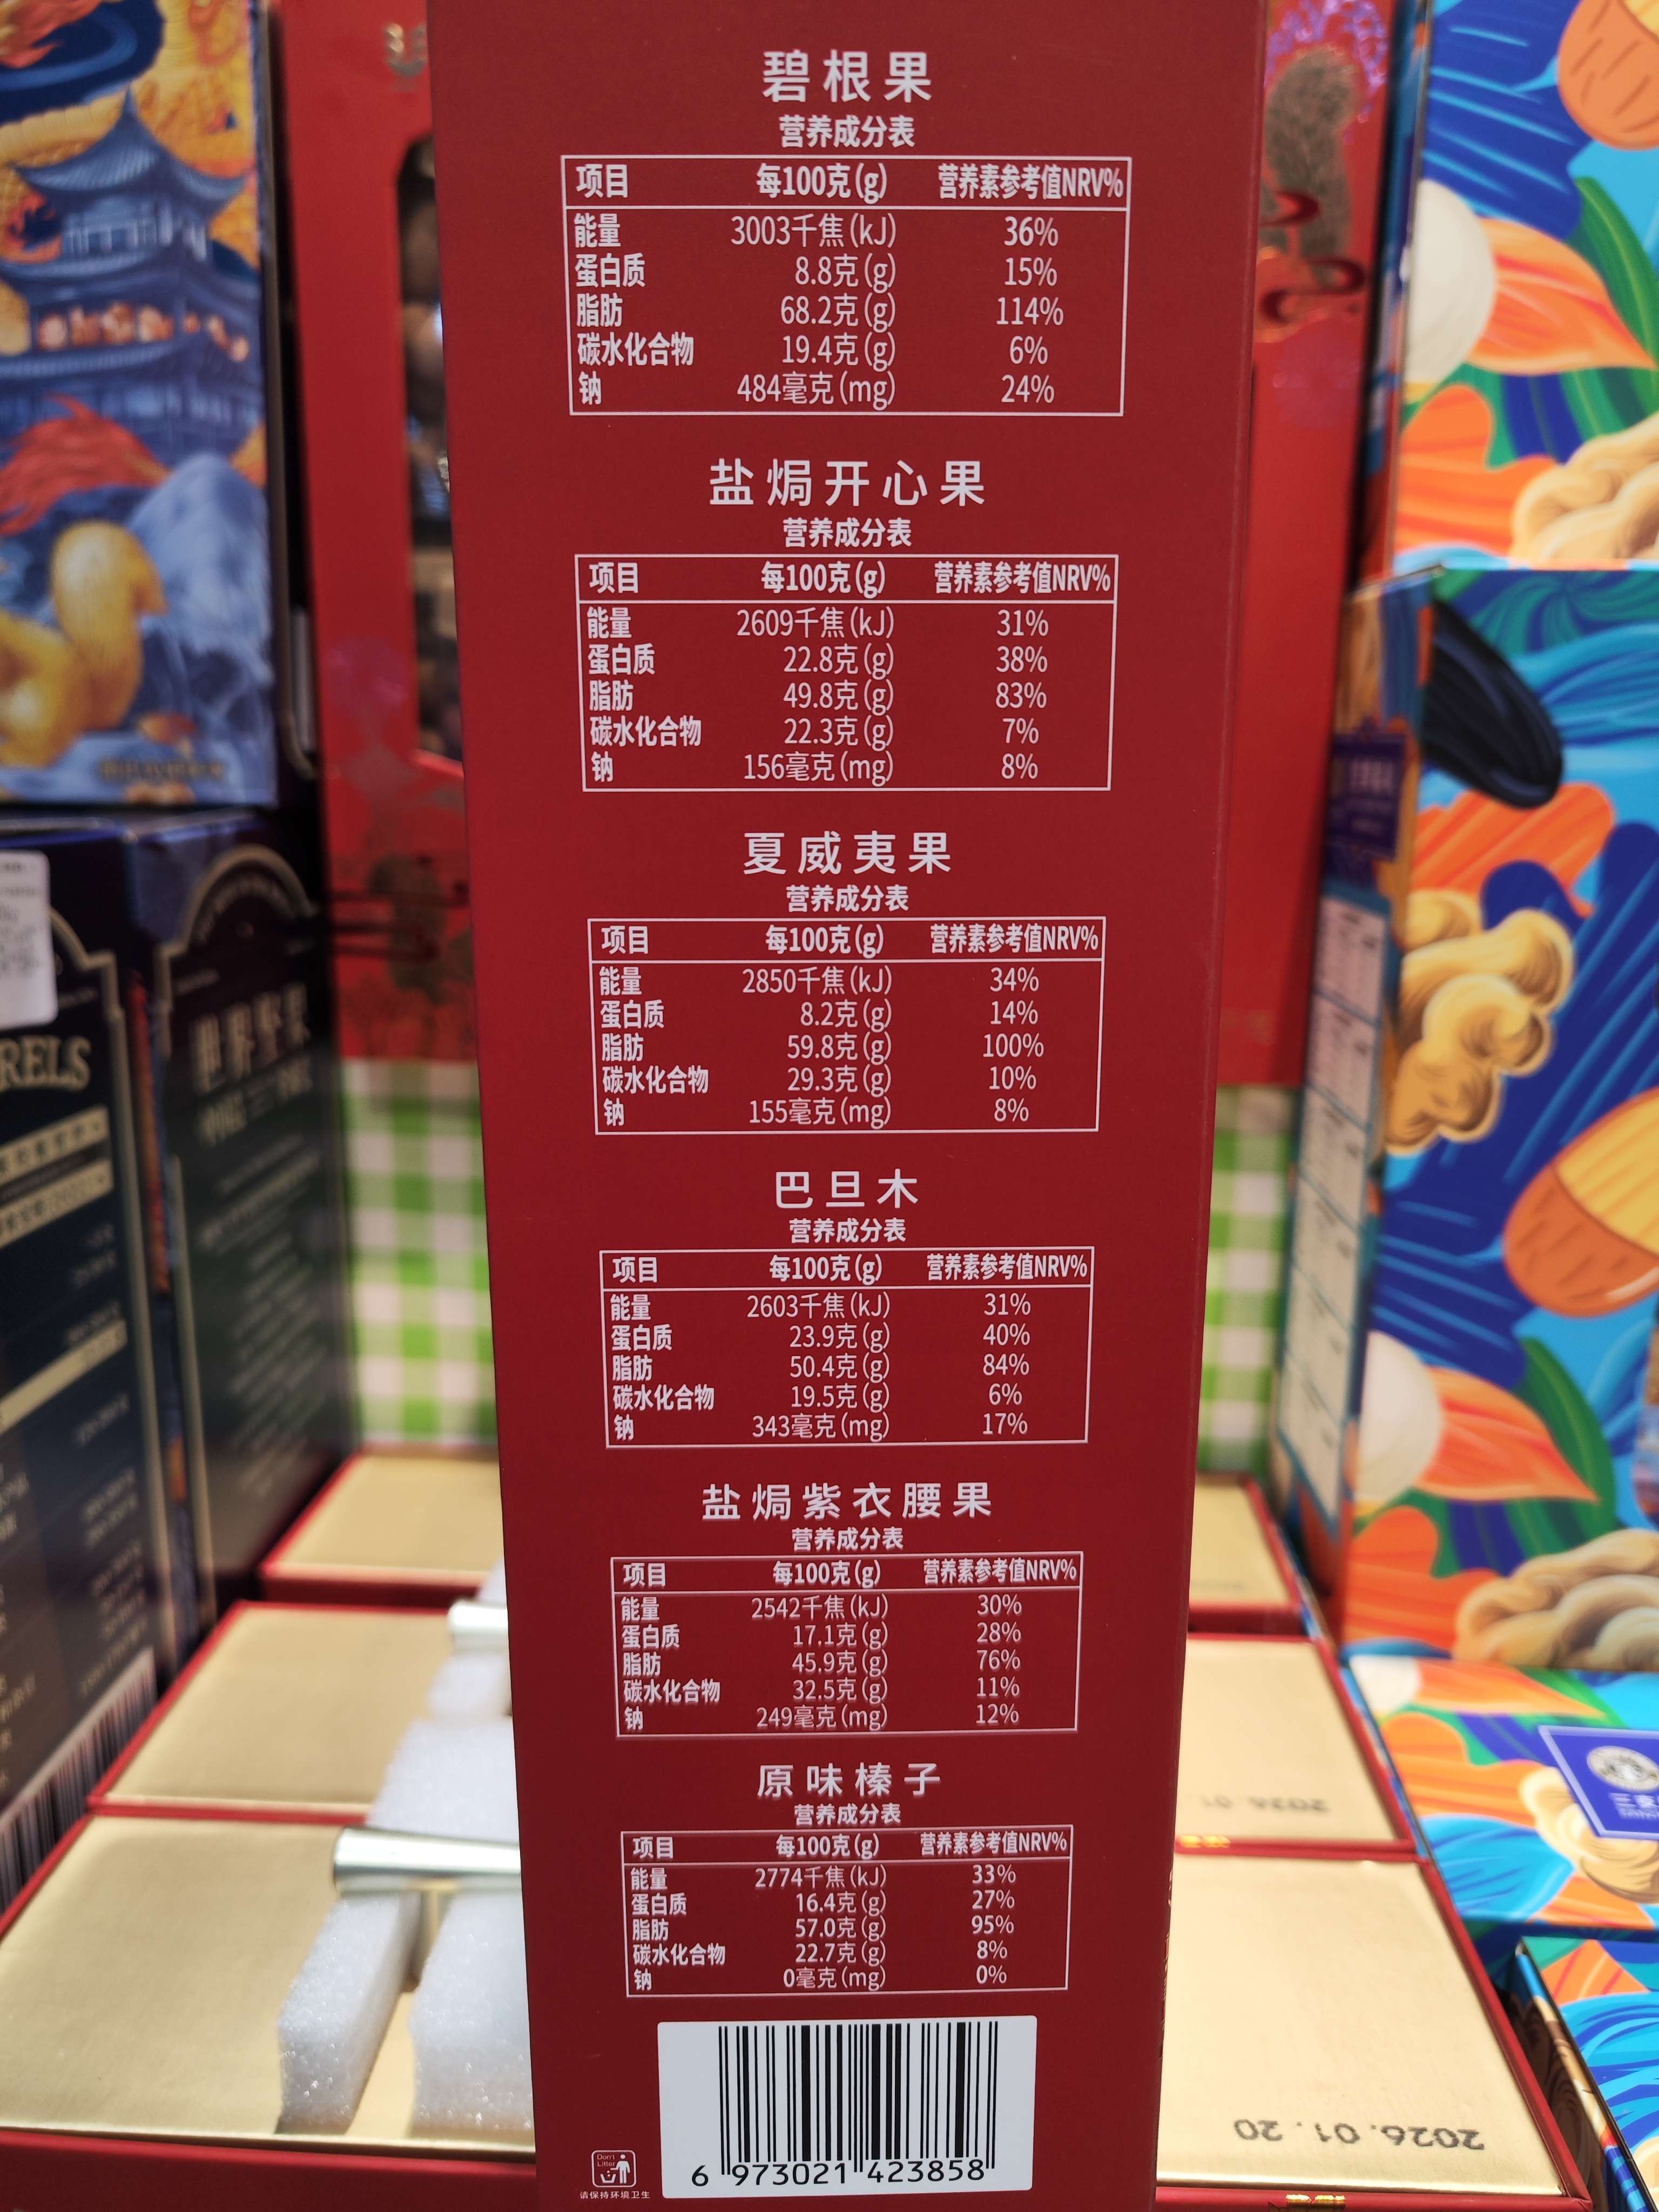 碧根果
营养成分表
项目 每100克(g) 营养素参考值NRV%
能量 3003千焦(kJ) 36%
蛋白质 8.8克(g) 15%
脂肪 68.2克(g) 114%
碳水化合物 19.4克(g) 6%
钠 484毫克(mg) 24%
盐焗开心果
营养成分表
项目 每100克(g) 营养素参考值NRV%
能量 2609千焦(kJ) 31%
蛋白质 22.8克(g) 38%
脂肪 49.8克(g) 83%
碳水化合物 22.3克(g) 7%
钠 156毫克(mg) 8%
夏威夷果
营养成分表
项目 每100克(g) 营养素参考值NRV%
能量 2850千焦(kJ) 34%
蛋白质 8.2克(g) 14%
脂肪 59.8克(g) 100%
碳水化合物 29.3克(g) 10%
钠 155毫克(mg) 8%
巴旦木
营养成分表
项目 每100克(g) 营养素参考值NRV%
能量 2603千焦(kJ) 31%
蛋白质 23.9克(g) 40%
脂肪 50.4克(g) 84%
碳水化合物 19.5克(g) 6%
钠 343毫克(mg) 17%
盐焗紫衣腰果
营养成分表
项目 每100克(g) 营养素参考值NRV%
能量 2542千焦(kJ) 30%
蛋白质 17.1克(g) 28%
脂肪 45.9克(g) 76%
碳水化合物 32.5克(g) 11%
钠 249毫克(mg) 12%
原味榛子
营养成分表
项目 每100克(g) 营养素参考值NRV%
能量 2774千焦(kJ) 33%
蛋白质 16.4克(g) 27%
脂肪 57.0克(g) 95%
碳水化合物 22.7克(g) 8%
钠 0毫克(mg) 0%
6 973021 423858
Don't
Litter
请保持环境卫生
RELS
世界坚果
2026.01
2026.01.20